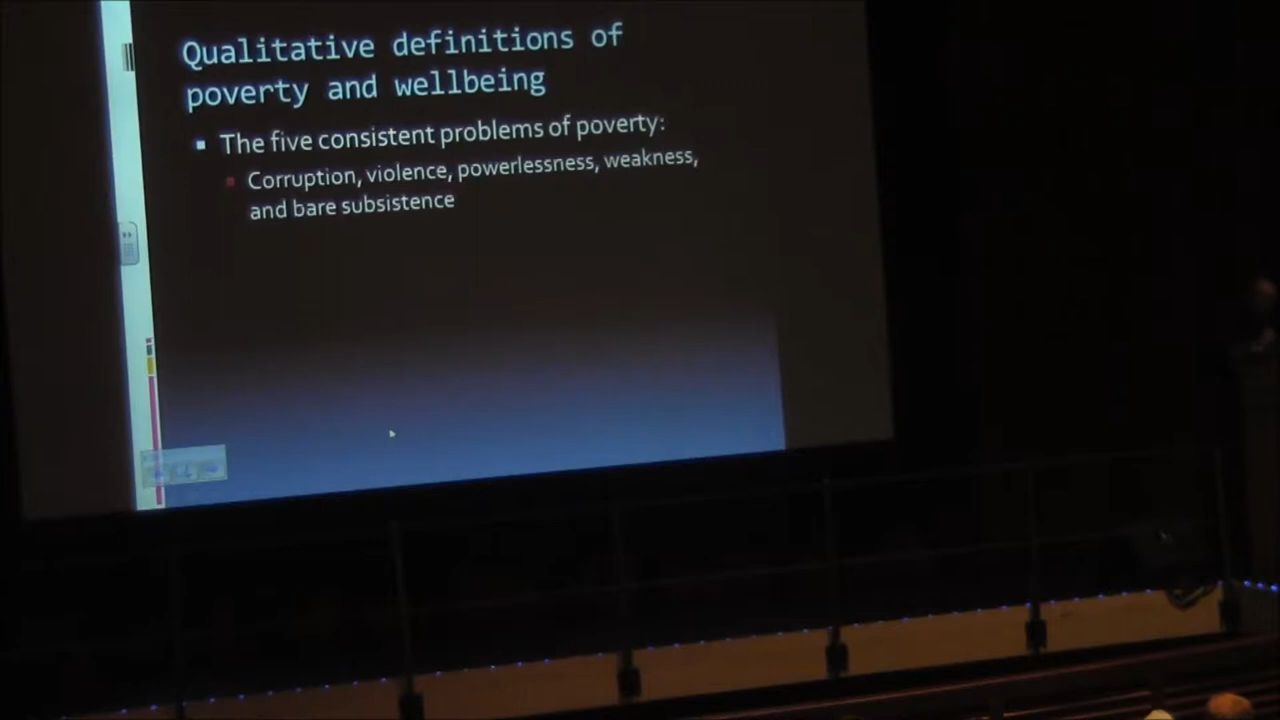 Qualitative definitions of
poverty and wellbeing
The five consistent problems of poverty:
Corruption, violence, powerlessness, weakness,
and bare subsistence